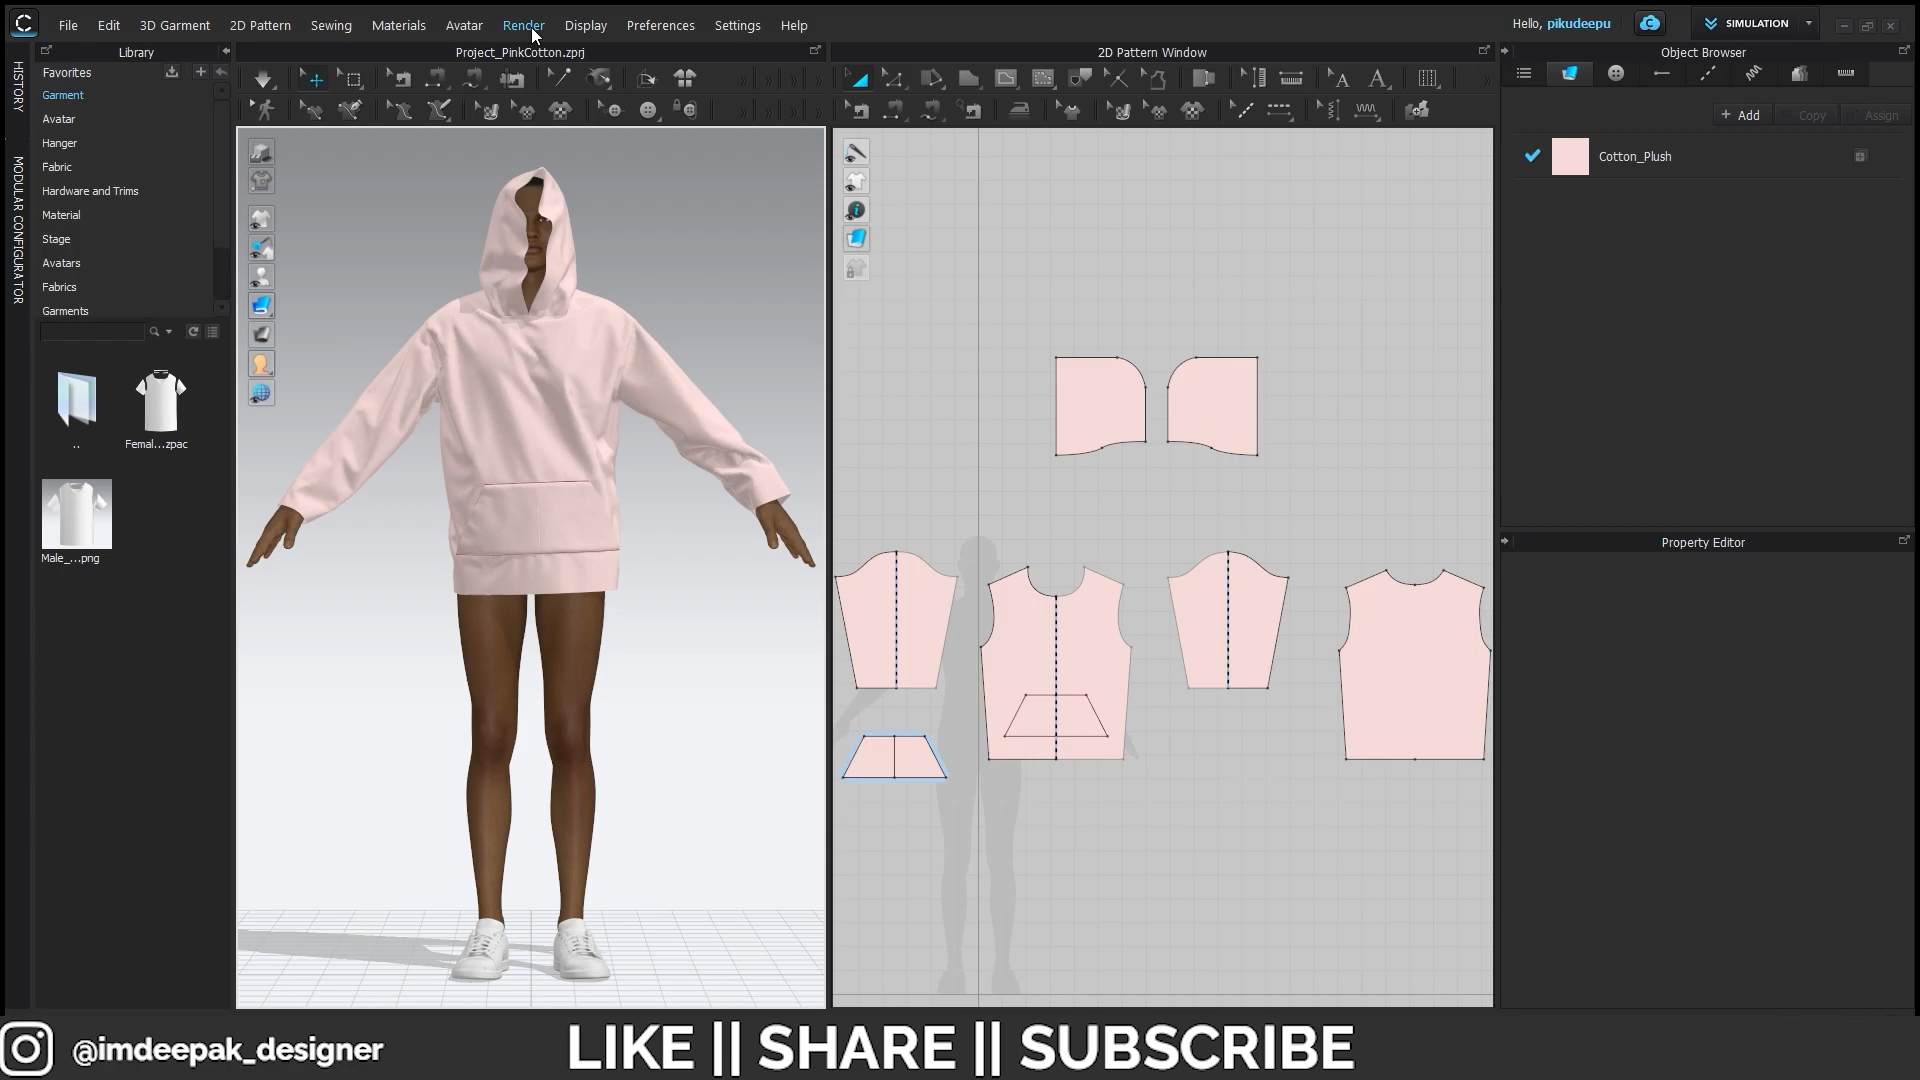 File Edit 3D Garment 2D Pattern Sewing Materials Avatar Render Display Preferences Settings Help
Hello, pikudeepu
SIMULATION
HISTORY
MODULAR CONFIGURATOR
Library
Project_PinkCotton.zprj
2D Pattern Window
Object Browser
Favorites
Garment
Avatar
Hanger
Fabric
Hardware and Trims
Material
Stage
Avatars
Fabrics
Garments
..
Femal...zpac
Male_...png
+ Add Copy Assign
Cotton_Plush
Property Editor
@imdeepak_designer
LIKE || SHARE || SUBSCRIBE